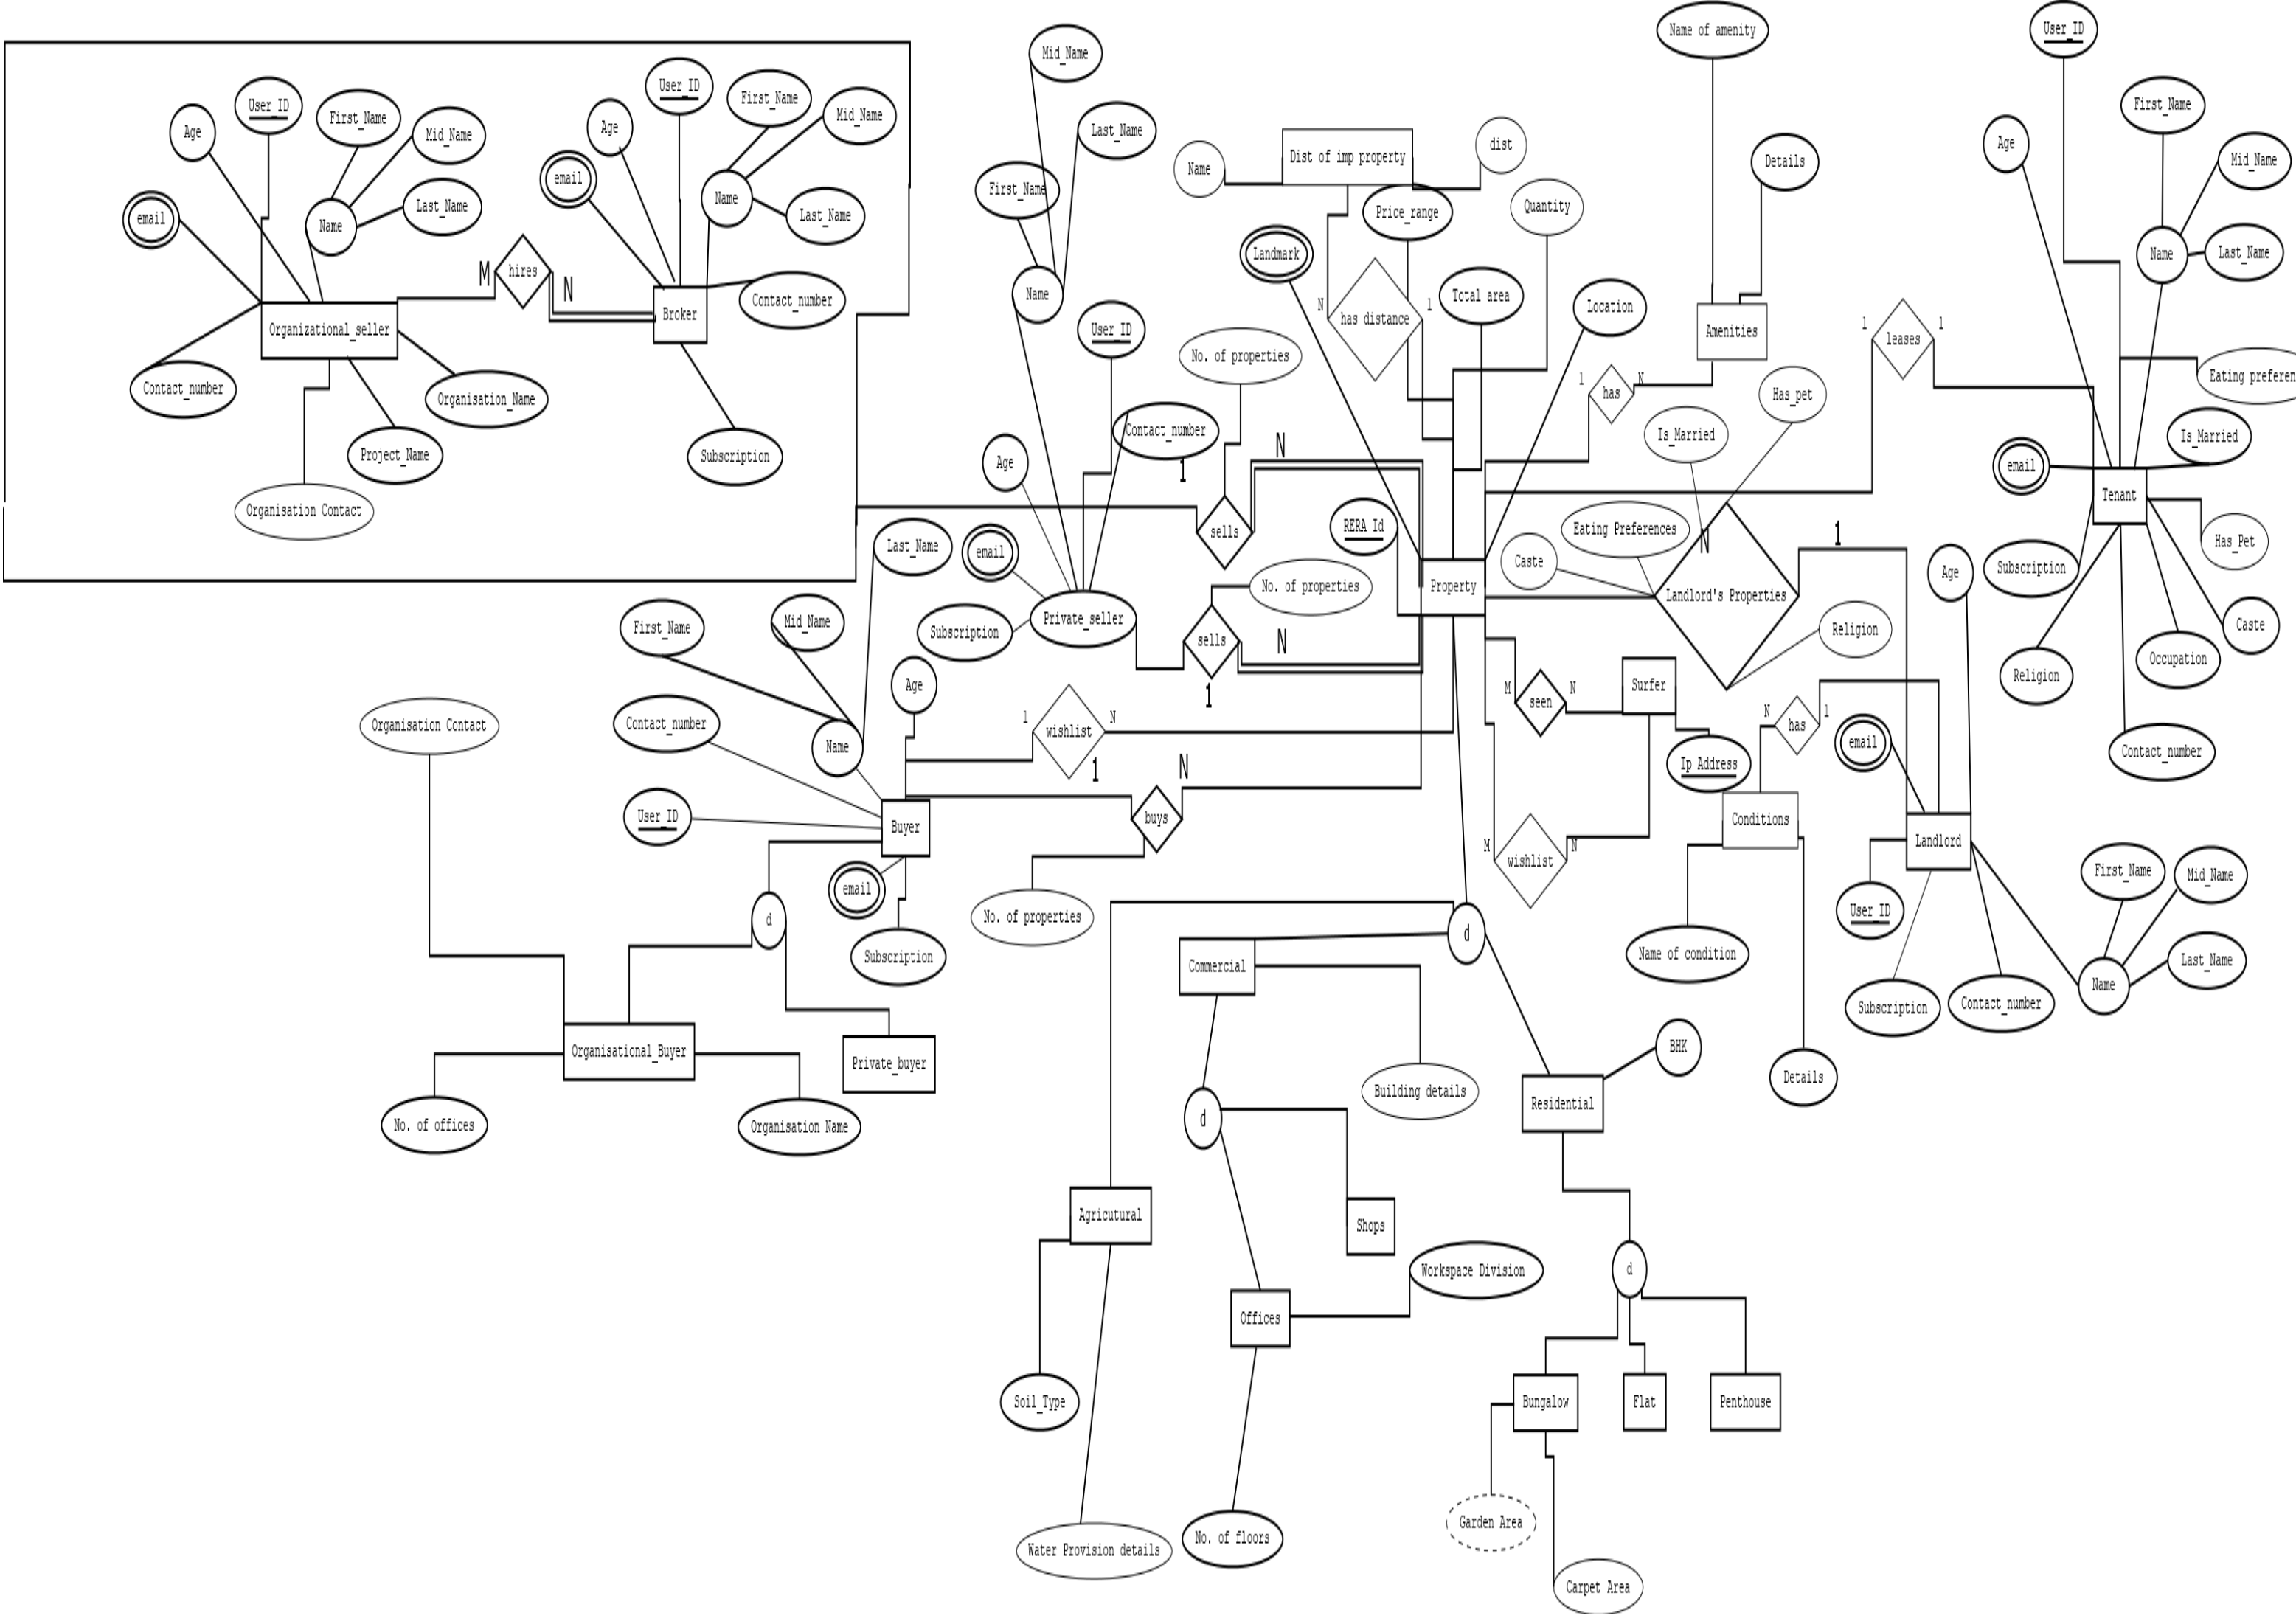 Name of amenity
User_ID
Mid_Name
User_ID
First_Name
Mid_Name
Age
User_ID
First_Name
Mid_Name
Age
Last_Name
Name
Dist of imp property
dist
Details
Age
First_Name
Mid_Name
email
Name
Last_Name
email
Name
Last_Name
First_Name
Price_range
Quantity
Name
Last_Name
Landmark
Name
hires
M
N
Organizational_seller
Broker
Contact_number
User_ID
has distance
N
1
Total area
Location
Amenities
leases
1
1
No. of properties
Contact_number
Organisation_Name
Project_Name
Organisation Contact
Subscription
Contact_number
1
Age
N
has
1
N
Has_pet
Is_Married
Eating preferen
Is_Married
email
Tenant
Last_Name
email
sells
RERA Id
Eating Preferences
N
1
Has_Pet
Subscription
Caste
Age
First_Name
Mid_Name
Subscription
Private_seller
No. of properties
Property
Landlord's Properties
Religion
Caste
sells
N
1
Occupation
Religion
Age
Surfer
seen
M
N
Organisation Contact
Contact_number
Name
wishlist
1
N
has
N
1
email
Contact_number
Ip Address
1
N
User_ID
Buyer
buys
Conditions
Landlord
wishlist
M
N
email
First_Name
Mid_Name
d
No. of properties
User_ID
Subscription
d
Commercial
Name of condition
Last_Name
Name
Subscription
Contact_number
Organisational_Buyer
Private_buyer
BHK
Building details
Residential
Details
No. of offices
Organisation Name
d
Agricutural
Shops
Workspace Division
d
Offices
Soil_Type
Bungalow
Flat
Penthouse
Garden Area
No. of floors
Water Provision details
Carpet Area